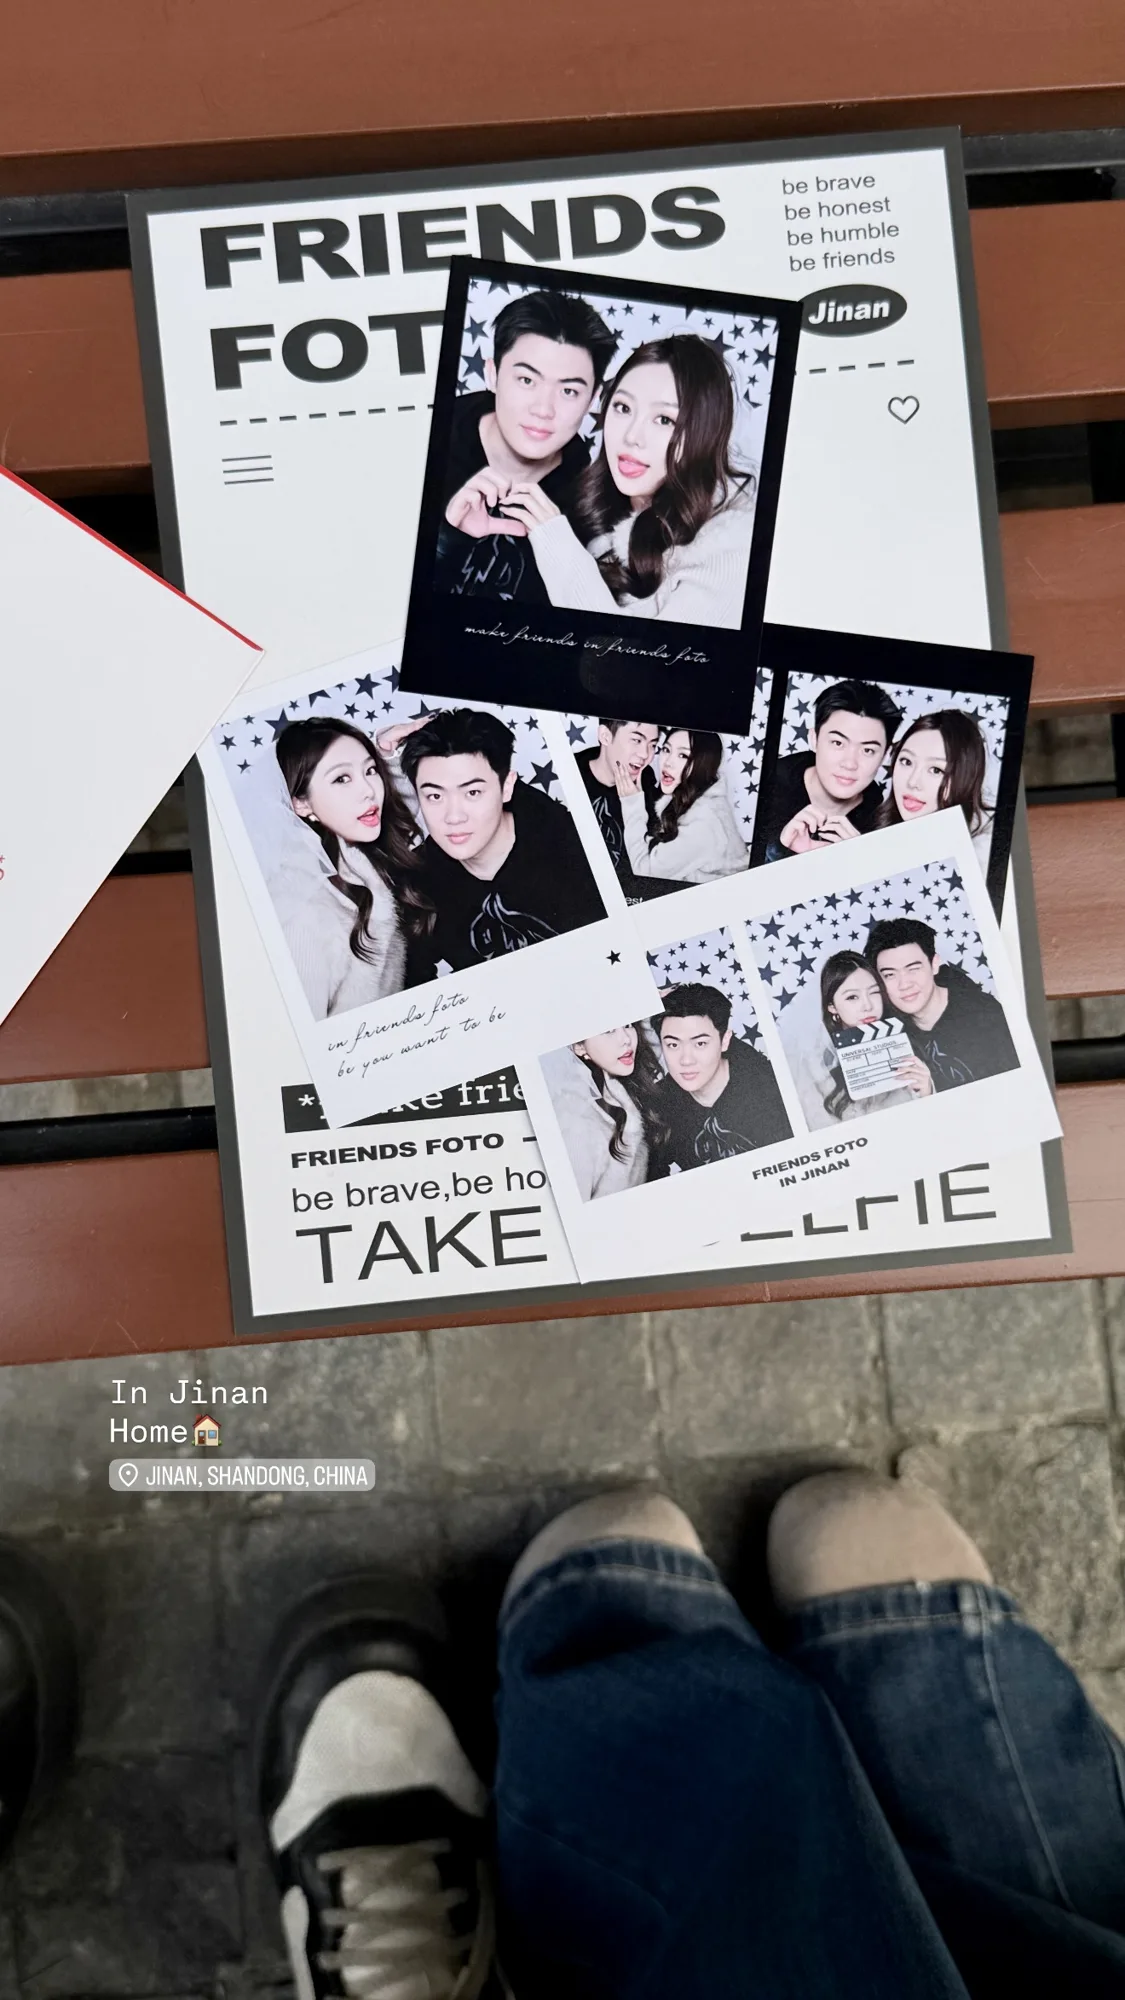 FRIENDS
be brave
be honest
be humble
be friends
Jinan
make friends in friends foto
in friends foto
be you want to be
UNIVERSAL STUDIOS
FRIENDS FOTO
IN JINAN
FRIENDS FOTO
be brave,be
TAKE
In Jinan
Home🏠
JINAN, SHANDONG, CHINA